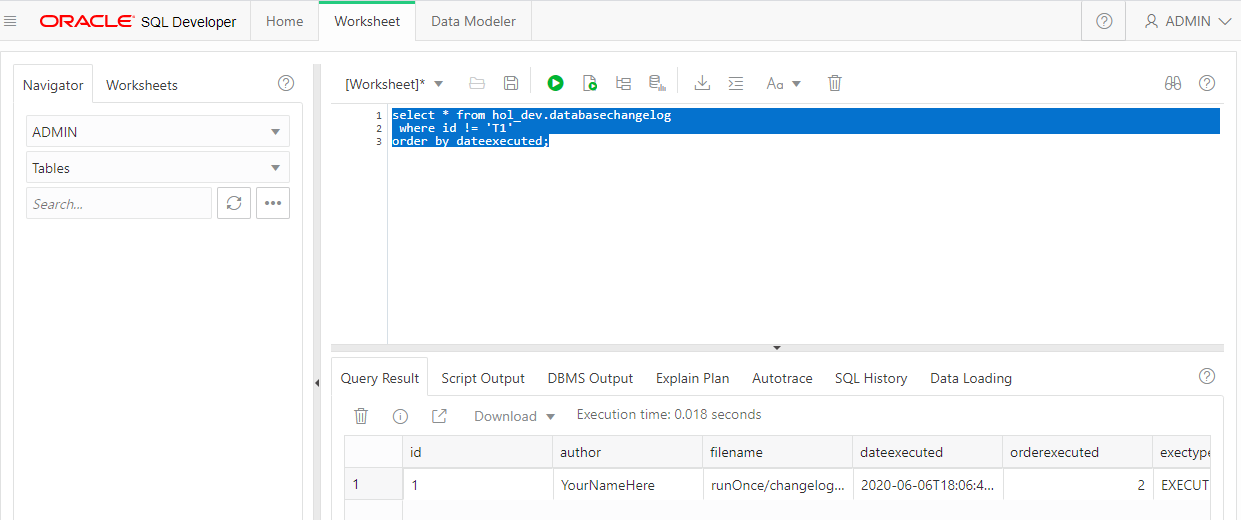 ORACLE SQL Developer Home Worksheet Data Modeler ADMIN
Navigator Worksheets
ADMIN
Tables
Search...
[Worksheet]* Aa
1 select * from hol_dev.databasechangelog
2 where id != 'T1'
3 order by dateexecuted;
Query Result Script Output DBMS Output Explain Plan Autotrace SQL History Data Loading
Download Execution time: 0.018 seconds
id author filename dateexecuted orderexecuted exectype
1 1 YourNameHere runOnce/changelog... 2020-06-06T18:06:4... 2 EXECUT